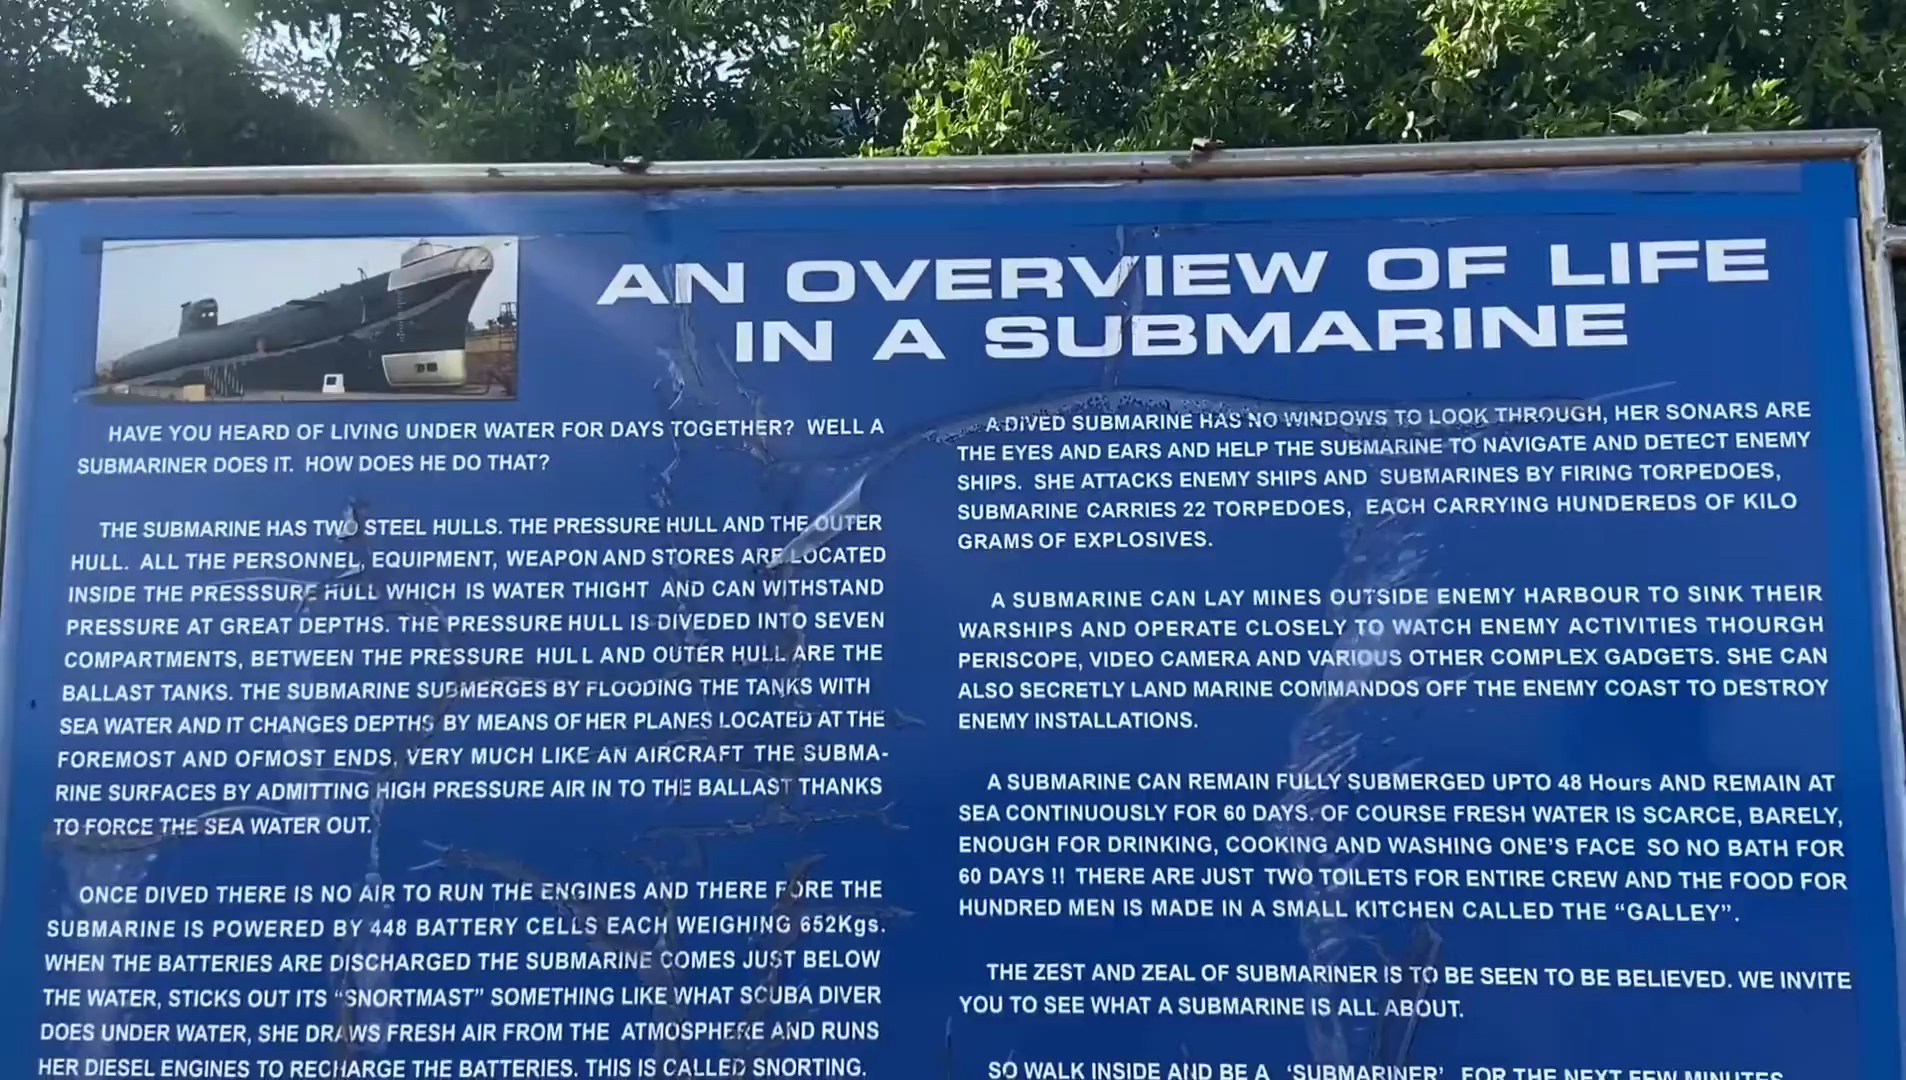 AN OVERVIEW OF LIFE
IN A SUBMARINE
HAVE YOU HEARD OF LIVING UNDER WATER FOR DAYS TOGETHER? WELL A
SUBMARINER DOES IT. HOW DOES HE DO THAT?
THE SUBMARINE HAS TWO STEEL HULLS. THE PRESSURE HULL AND THE OUTER
HULL. ALL THE PERSONNEL, EQUIPMENT, WEAPON AND STORES ARE LOCATED
INSIDE THE PRESSSURE HULL WHICH IS WATER THIGHT AND CAN WITHSTAND
PRESSURE AT GREAT DEPTHS. THE PRESSURE HULL IS DIVEDED INTO SEVEN
COMPARTMENTS, BETWEEN THE PRESSURE HULL AND OUTER HULL ARE THE
BALLAST TANKS. THE SUBMARINE SUBMERGES BY FLOODING THE TANKS WITH
SEA WATER AND IT CHANGES DEPTHS BY MEANS OF HER PLANES LOCATED AT THE
FOREMOST AND OFMOST ENDS, VERY MUCH LIKE AN AIRCRAFT THE SUBMA-
RINE SURFACES BY ADMITTING HIGH PRESSURE AIR IN TO THE BALLAST THANKS
TO FORCE THE SEA WATER OUT.
ONCE DIVED THERE IS NO AIR TO RUN THE ENGINES AND THERE FORE THE
SUBMARINE IS POWERED BY 448 BATTERY CELLS EACH WEIGHING 652Kgs.
WHEN THE BATTERIES ARE DISCHARGED THE SUBMARINE COMES JUST BELOW
THE WATER, STICKS OUT ITS “SNORTMAST” SOMETHING LIKE WHAT SCUBA DIVER
DOES UNDER WATER, SHE DRAWS FRESH AIR FROM THE ATMOSPHERE AND RUNS
HER DIESEL ENGINES TO RECHARGE THE BATTERIES. THIS IS CALLED SNORTING.
A DIVED SUBMARINE HAS NO WINDOWS TO LOOK THROUGH, HER SONARS ARE
THE EYES AND EARS AND HELP THE SUBMARINE TO NAVIGATE AND DETECT ENEMY
SHIPS. SHE ATTACKS ENEMY SHIPS AND SUBMARINES BY FIRING TORPEDOES,
SUBMARINE CARRIES 22 TORPEDOES, EACH CARRYING HUNDEREDS OF KILO
GRAMS OF EXPLOSIVES.
A SUBMARINE CAN LAY MINES OUTSIDE ENEMY HARBOUR TO SINK THEIR
WARSHIPS AND OPERATE CLOSELY TO WATCH ENEMY ACTIVITIES THOURGH
PERISCOPE, VIDEO CAMERA AND VARIOUS OTHER COMPLEX GADGETS. SHE CAN
ALSO SECRETLY LAND MARINE COMMANDOS OFF THE ENEMY COAST TO DESTROY
ENEMY INSTALLATIONS.
A SUBMARINE CAN REMAIN FULLY SUBMERGED UPTO 48 Hours AND REMAIN AT
SEA CONTINUOUSLY FOR 60 DAYS. OF COURSE FRESH WATER IS SCARCE, BARELY,
ENOUGH FOR DRINKING, COOKING AND WASHING ONE'S FACE SO NO BATH FOR
60 DAYS !! THERE ARE JUST TWO TOILETS FOR ENTIRE CREW AND THE FOOD FOR
HUNDRED MEN IS MADE IN A SMALL KITCHEN CALLED THE “GALLEY”.
THE ZEST AND ZEAL OF SUBMARINER IS TO BE SEEN TO BE BELIEVED. WE INVITE
YOU TO SEE WHAT A SUBMARINE IS ALL ABOUT.
SO WALK INSIDE AND BE A 'SUBMARINER' FOR THE NEXT FEW MINUTES